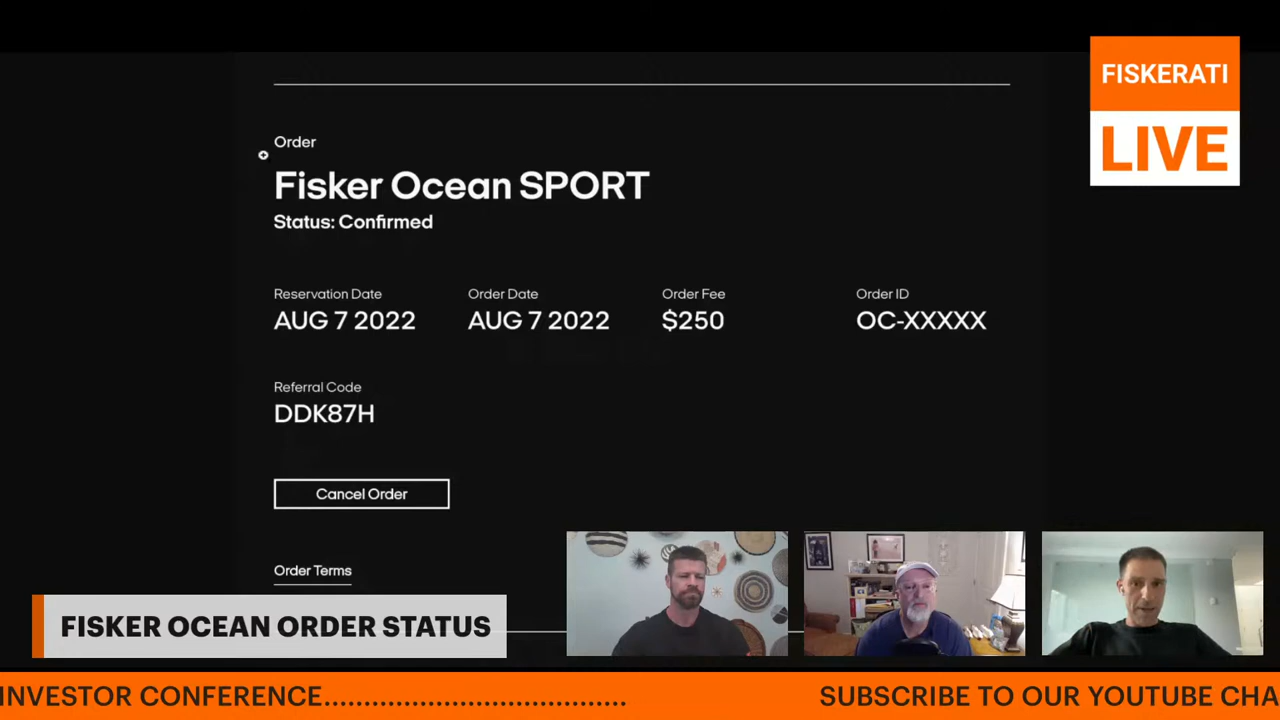 FISKERATI
LIVE
Order
Fisker Ocean SPORT
Status: Confirmed
Reservation Date
AUG 7 2022
Order Date
AUG 7 2022
Order Fee
$250
Order ID
OC-XXXXX
Referral Code
DDK87H
Cancel Order
Order Terms
FISKER OCEAN ORDER STATUS
INVESTOR CONFERENCE.....................................
SUBSCRIBE TO OUR YOUTUBE CHA